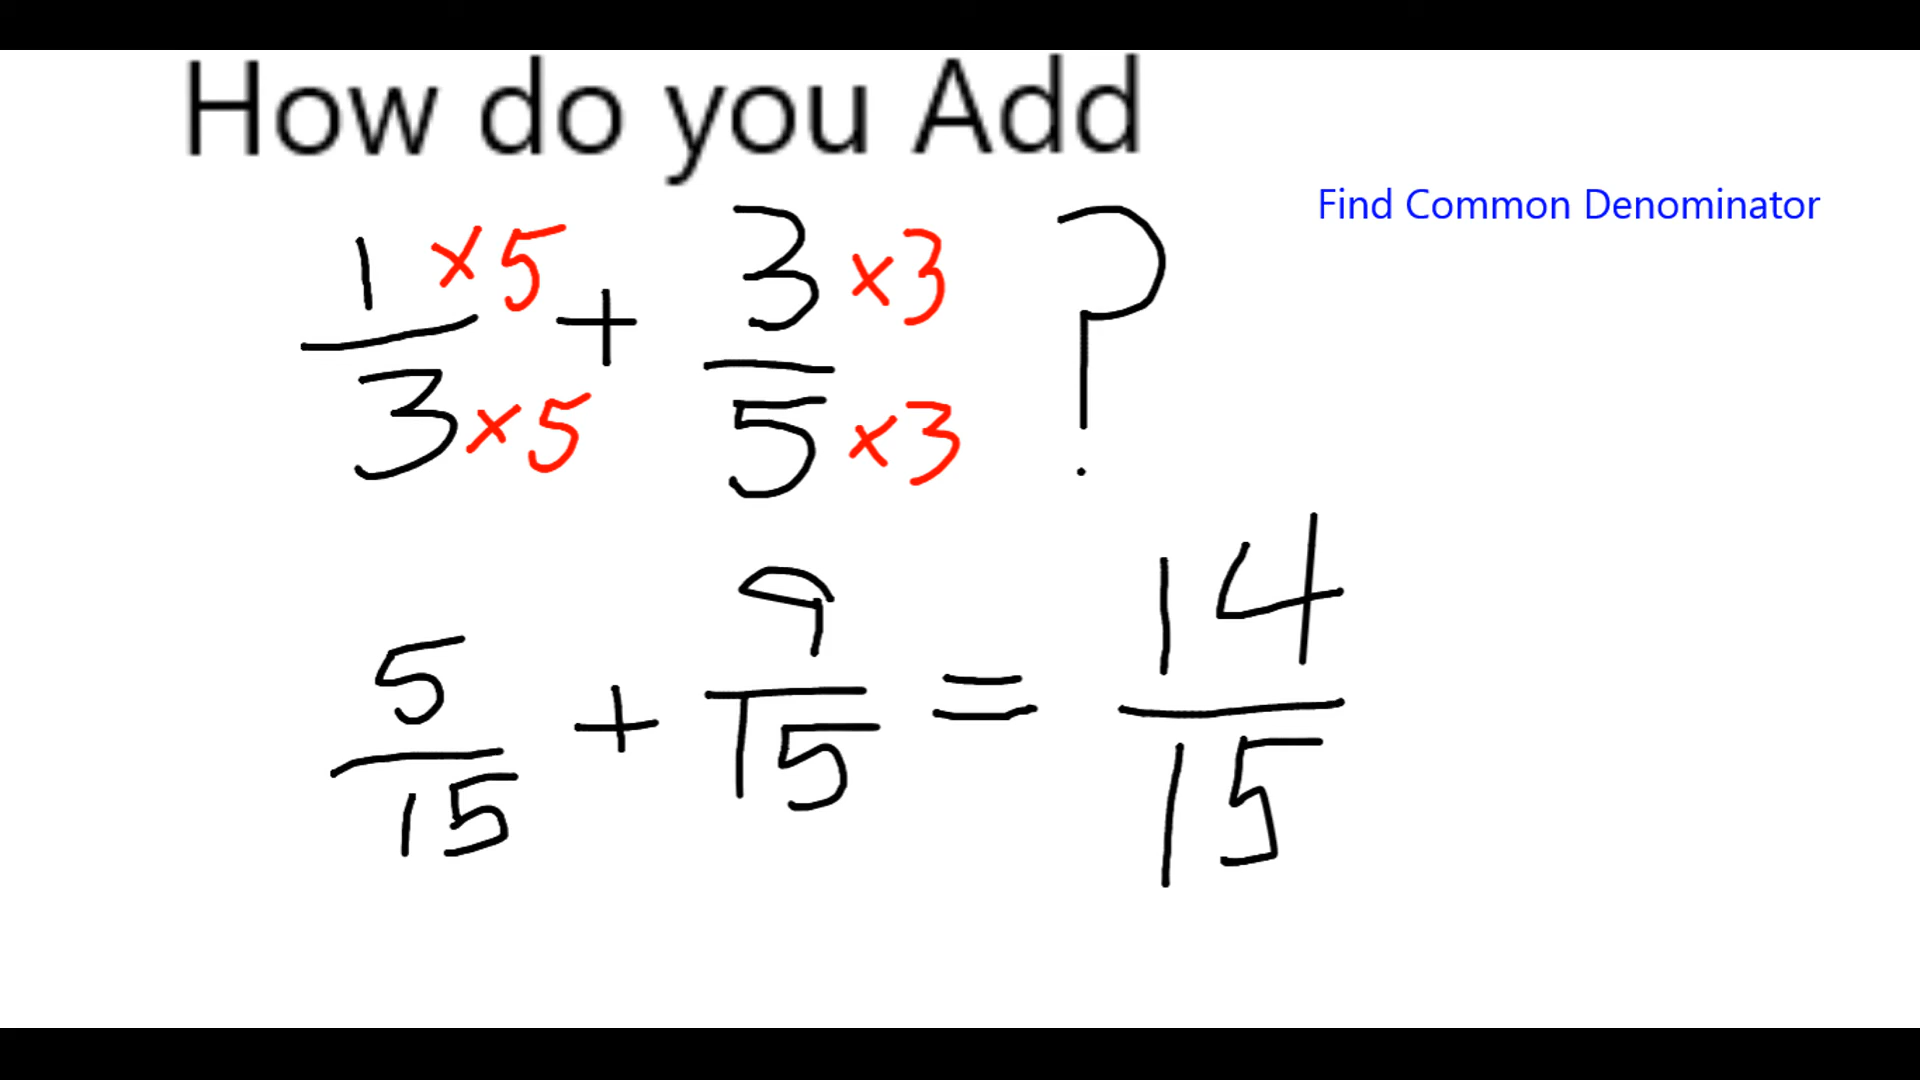 How do you Add
Find Common Denominator
1 ×5 + 3 ×3 ?
3 ×5 5 ×3
5 + 9 = 14
15 15 15